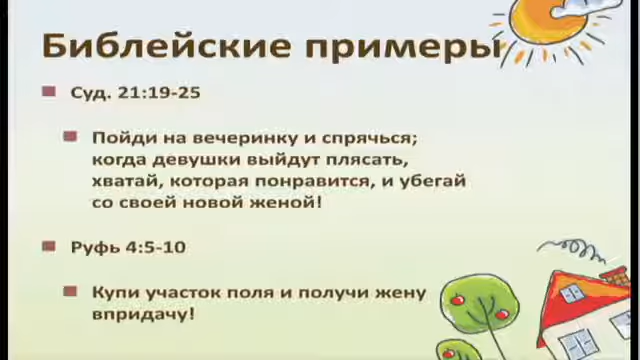 Библейские примеры
Суд. 21:19-25
Пойди на вечеринку и спрячься;
когда девушки выйдут плясать,
хватай, которая понравится, и убегай
со своей новой женой!
Руфь 4:5-10
Купи участок поля и получи жену
впридачу!